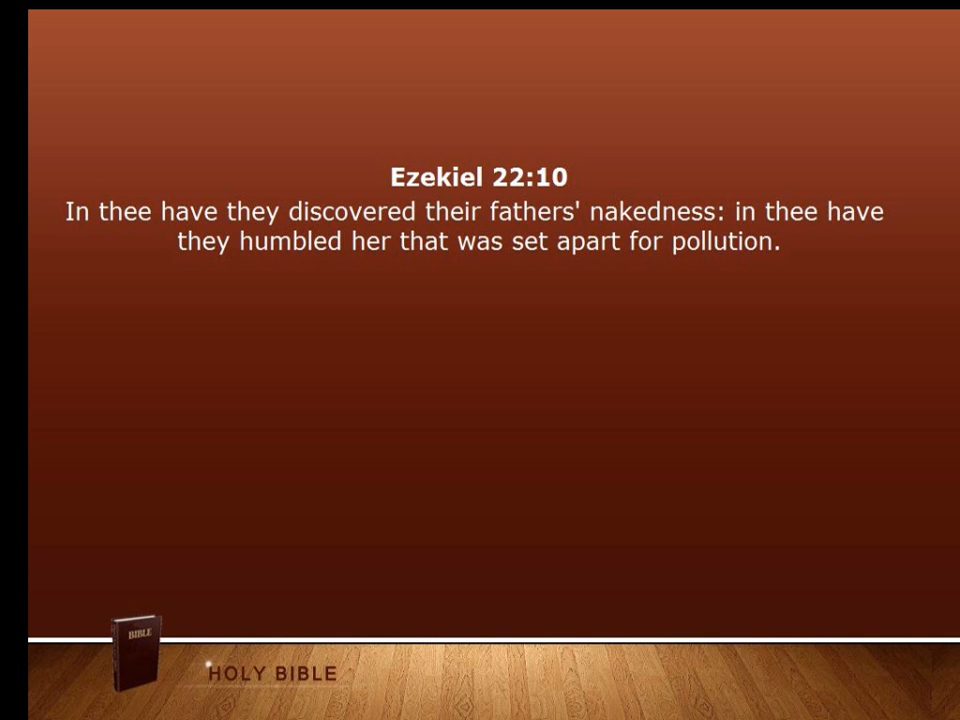 Ezekiel 22:10
In thee have they discovered their fathers' nakedness: in thee have
they humbled her that was set apart for pollution.
BIBLE
HOLY BIBLE